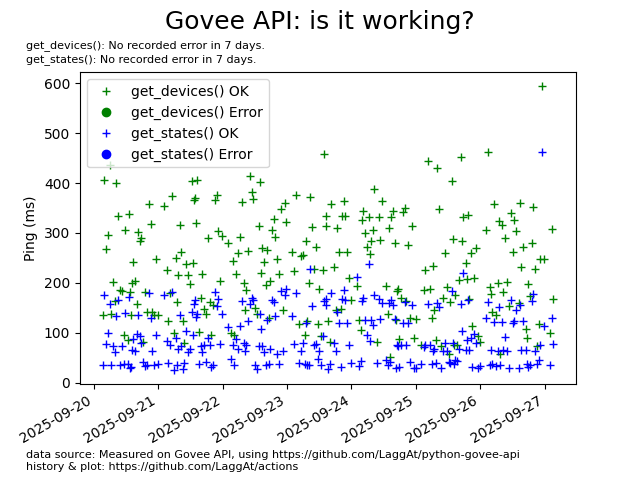 Govee API: is it working?
get_devices(): No recorded error in 7 days.
get_states(): No recorded error in 7 days.
get_devices() OK
get_devices() Error
get_states() OK
get_states() Error
Ping (ms)
600
500
400
300
200
100
0
2025-09-20
2025-09-21
2025-09-22
2025-09-23
2025-09-24
2025-09-25
2025-09-26
2025-09-27
data source: Measured on Govee API, using https://github.com/LaggAt/python-govee-api
history & plot: https://github.com/LaggAt/actions